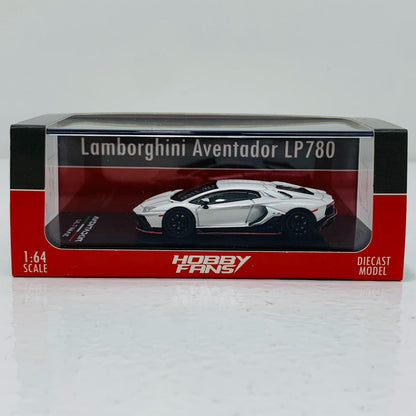 Lamborghini Aventador LP780
1:64
SCALE
HOBBY
FANS
DIECAST
MODEL